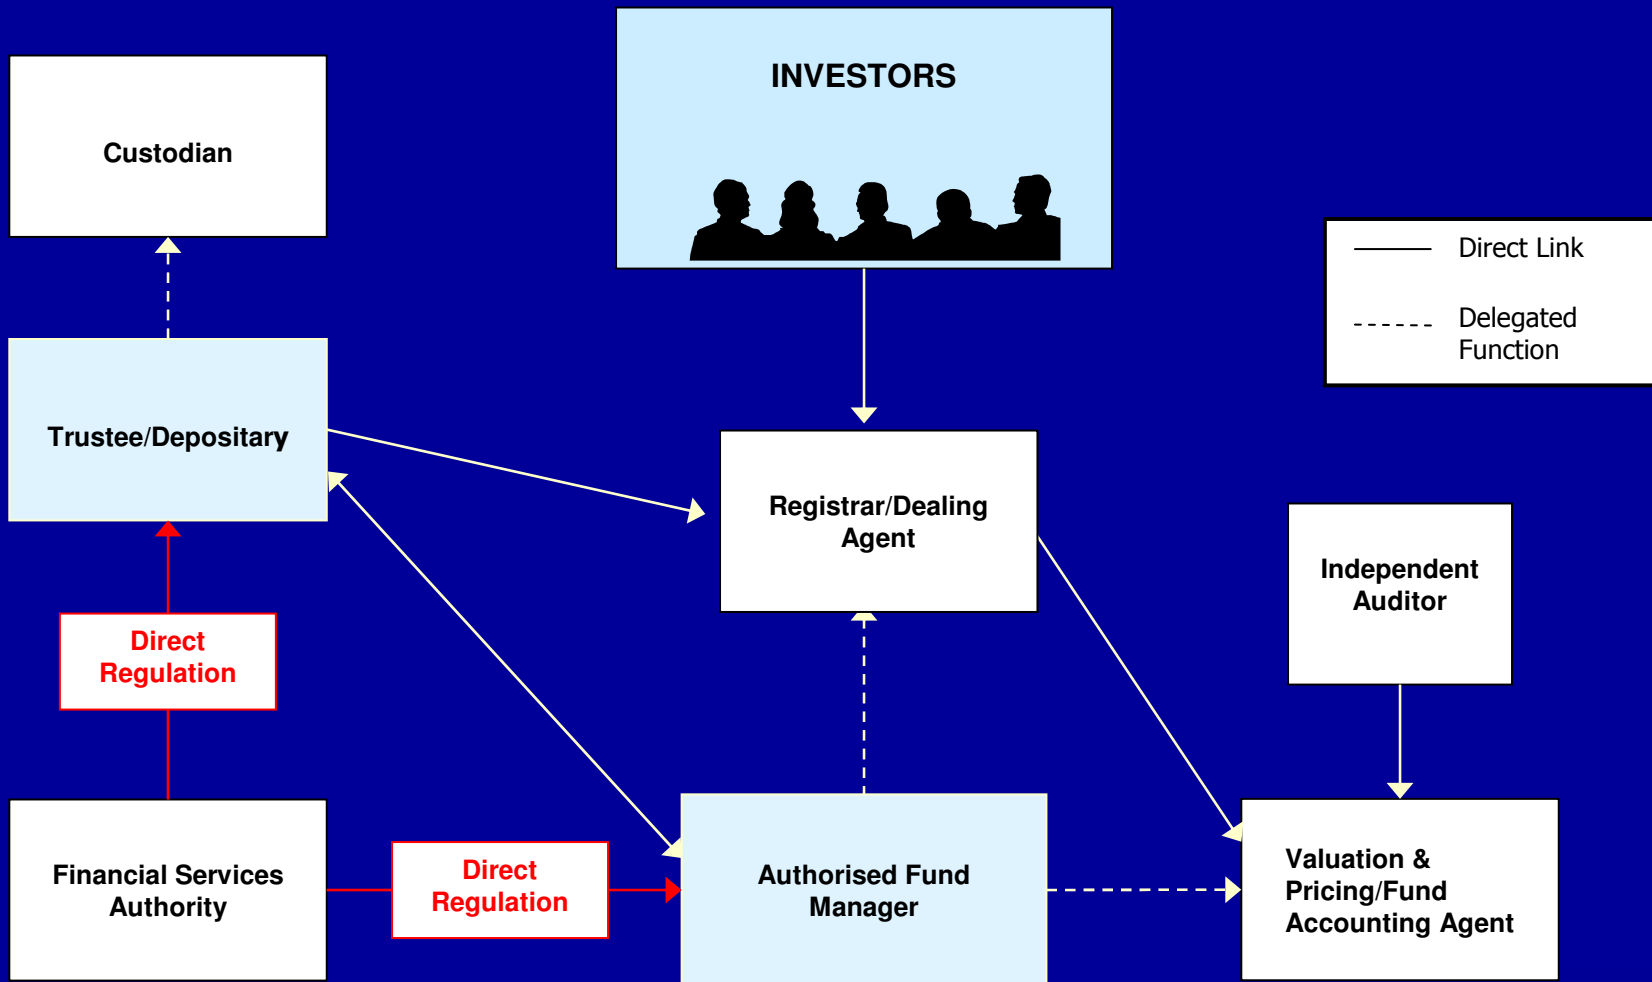 INVESTORS
Custodian
Direct Link
Delegated
Function
Trustee/Depositary
Registrar/Dealing
Agent
Independent
Auditor
Direct
Regulation
Financial Services
Authority
Direct
Regulation
Authorised Fund
Manager
Valuation &
Pricing/Fund
Accounting Agent